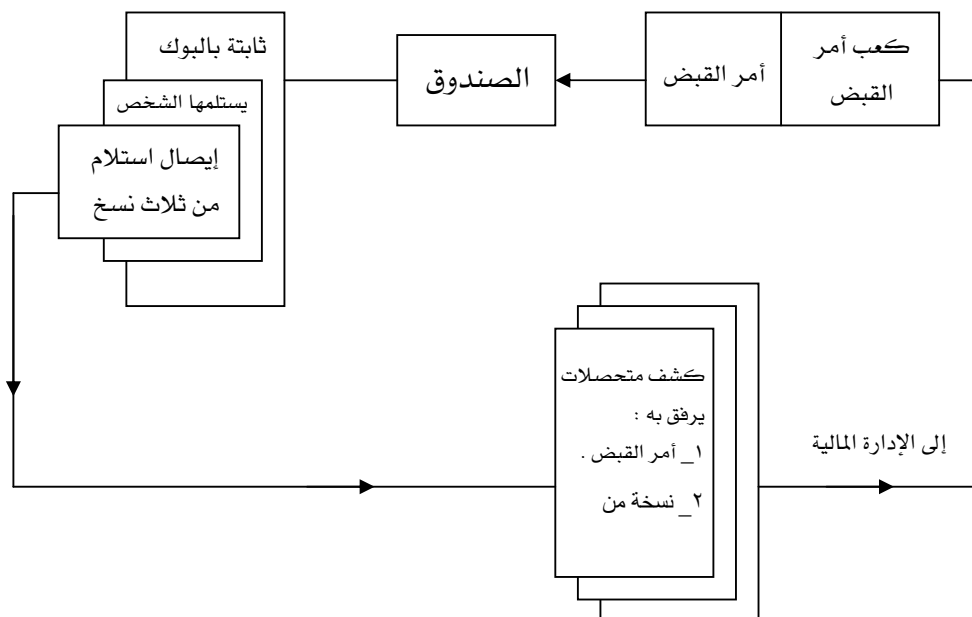 كعب أمر
القبض
أمر القبض
الصندوق
ثابتة بالبوك
يستلمها الشخص
إيصال استلام
من ثلاث نسخ
كشف متحصلات
يرفق به :
١_ أمر القبض .
٢_ نسخة من
إلى الإدارة المالية